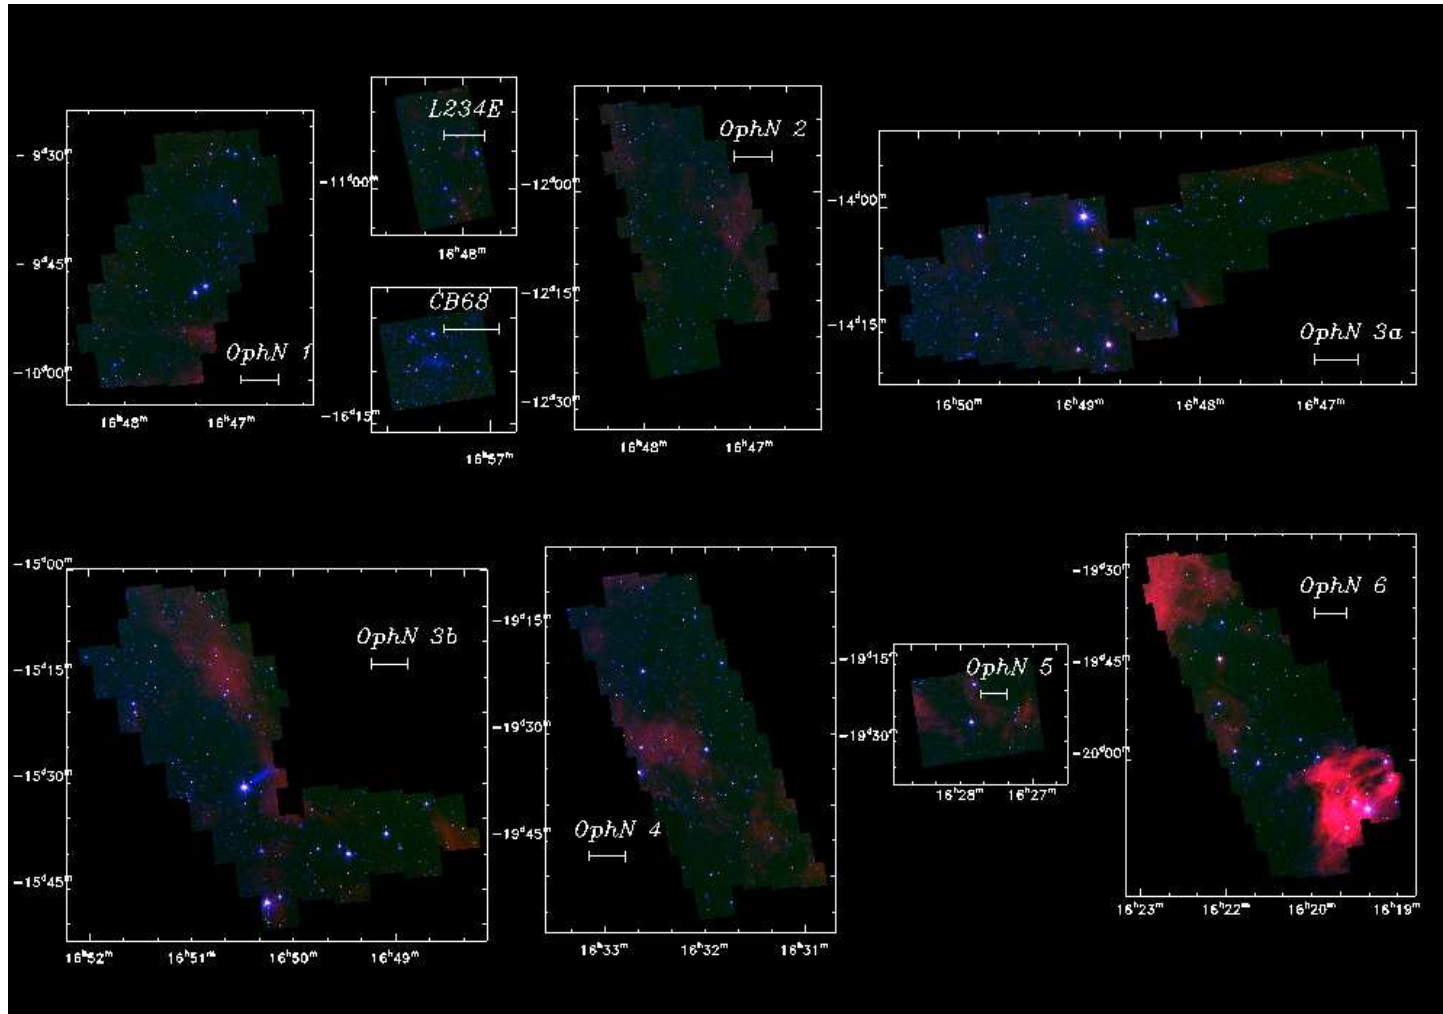 OphN 1
- 9ᵈ30ᵐ
- 9ᵈ45ᵐ
-10ᵈ00ᵐ
16ʰ48ᵐ 16ʰ47ᵐ
L234E
-11ᵈ00ᵐ
16ʰ48ᵐ
CB68
-16ᵈ15ᵐ
16ʰ57ᵐ
OphN 2
-12ᵈ00ᵐ
-12ᵈ15ᵐ
-12ᵈ30ᵐ
16ʰ48ᵐ 16ʰ47ᵐ
OphN 3a
-14ᵈ00ᵐ
-14ᵈ15ᵐ
16ʰ50ᵐ 16ʰ49ᵐ 16ʰ48ᵐ 16ʰ47ᵐ
OphN 3b
-15ᵈ00ᵐ
-15ᵈ15ᵐ
-15ᵈ30ᵐ
-15ᵈ45ᵐ
16ʰ52ᵐ 16ʰ51ᵐ 16ʰ50ᵐ 16ʰ49ᵐ
OphN 4
-19ᵈ15ᵐ
-19ᵈ30ᵐ
-19ᵈ45ᵐ
16ʰ33ᵐ 16ʰ32ᵐ 16ʰ31ᵐ
OphN 5
-19ᵈ15ᵐ
-19ᵈ30ᵐ
16ʰ28ᵐ 16ʰ27ᵐ
OphN 6
-19ᵈ30ᵐ
-19ᵈ45ᵐ
-20ᵈ00ᵐ
16ʰ23ᵐ 16ʰ22ᵐ 16ʰ20ᵐ 16ʰ19ᵐ